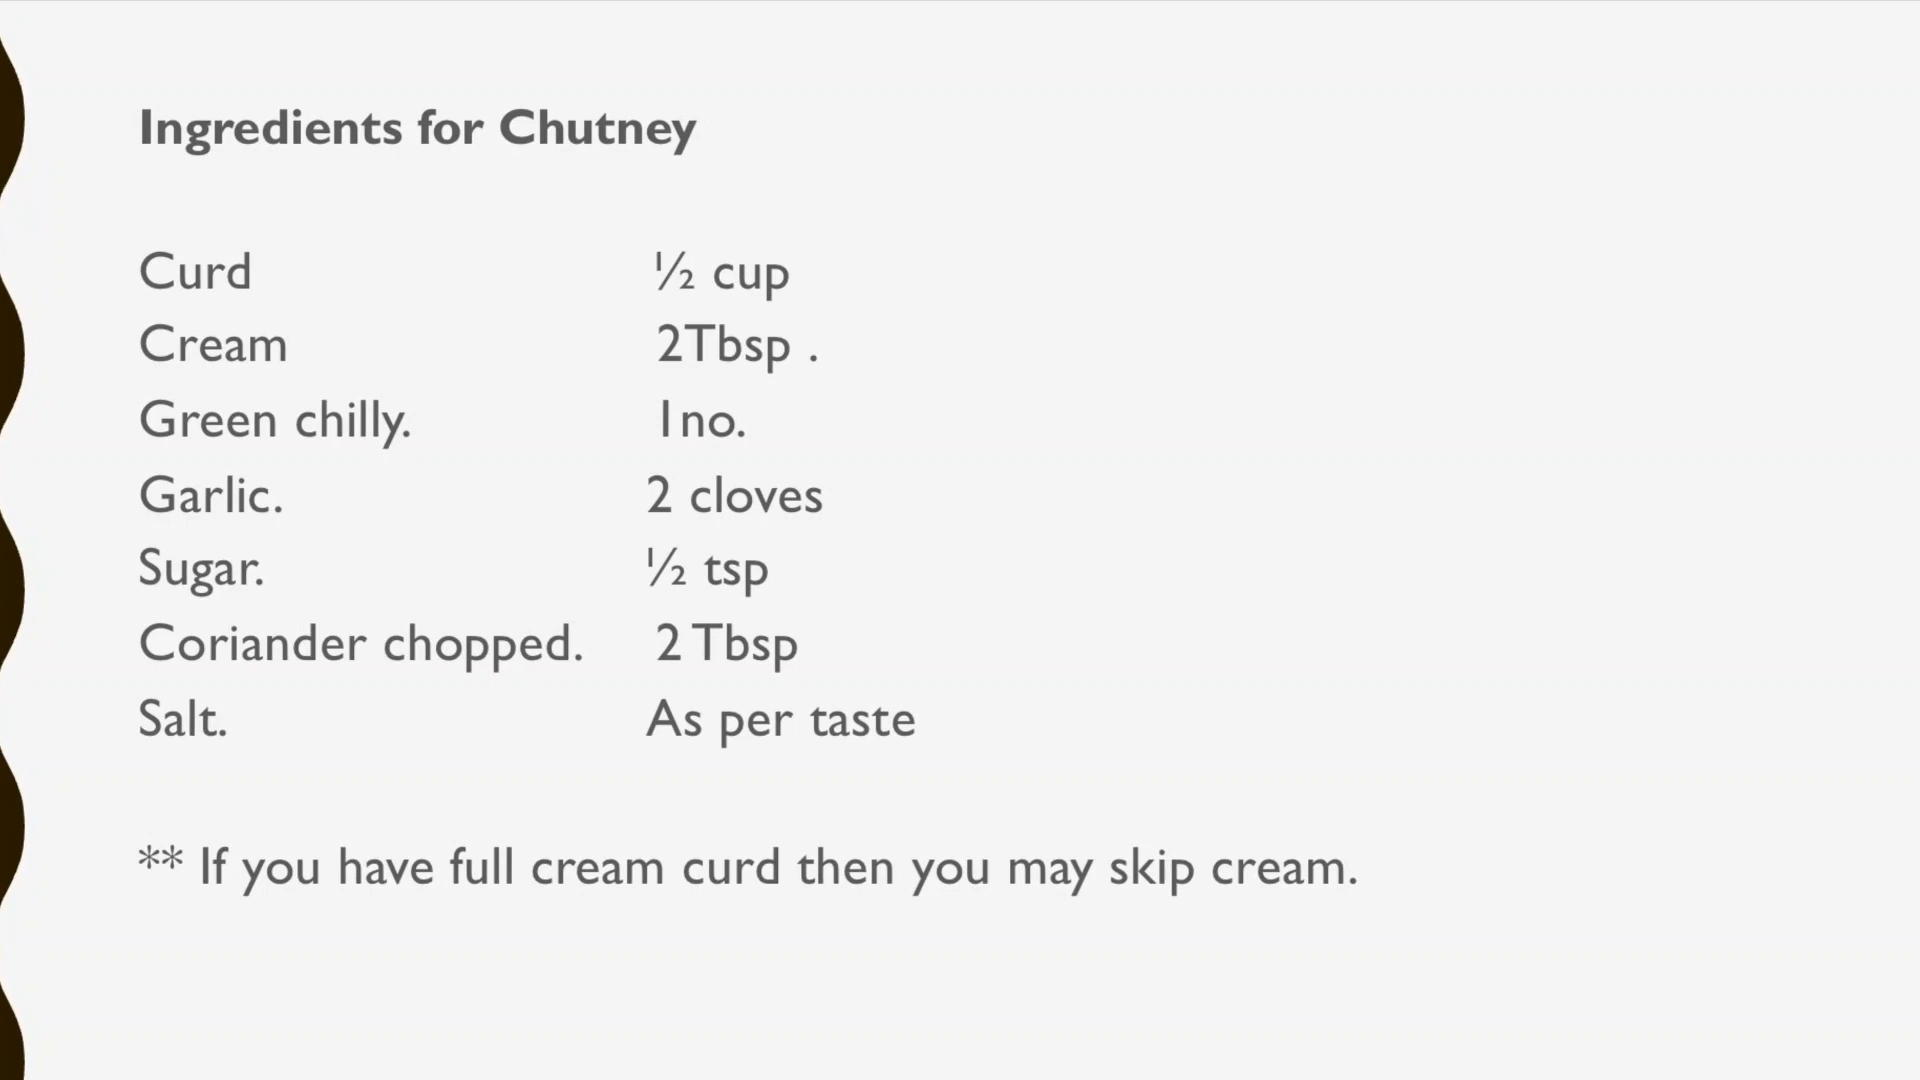 Ingredients for Chutney
Curd ½ cup
Cream 2Tbsp .
Green chilly. 1no.
Garlic. 2 cloves
Sugar. ½ tsp
Coriander chopped. 2 Tbsp
Salt. As per taste
** If you have full cream curd then you may skip cream.